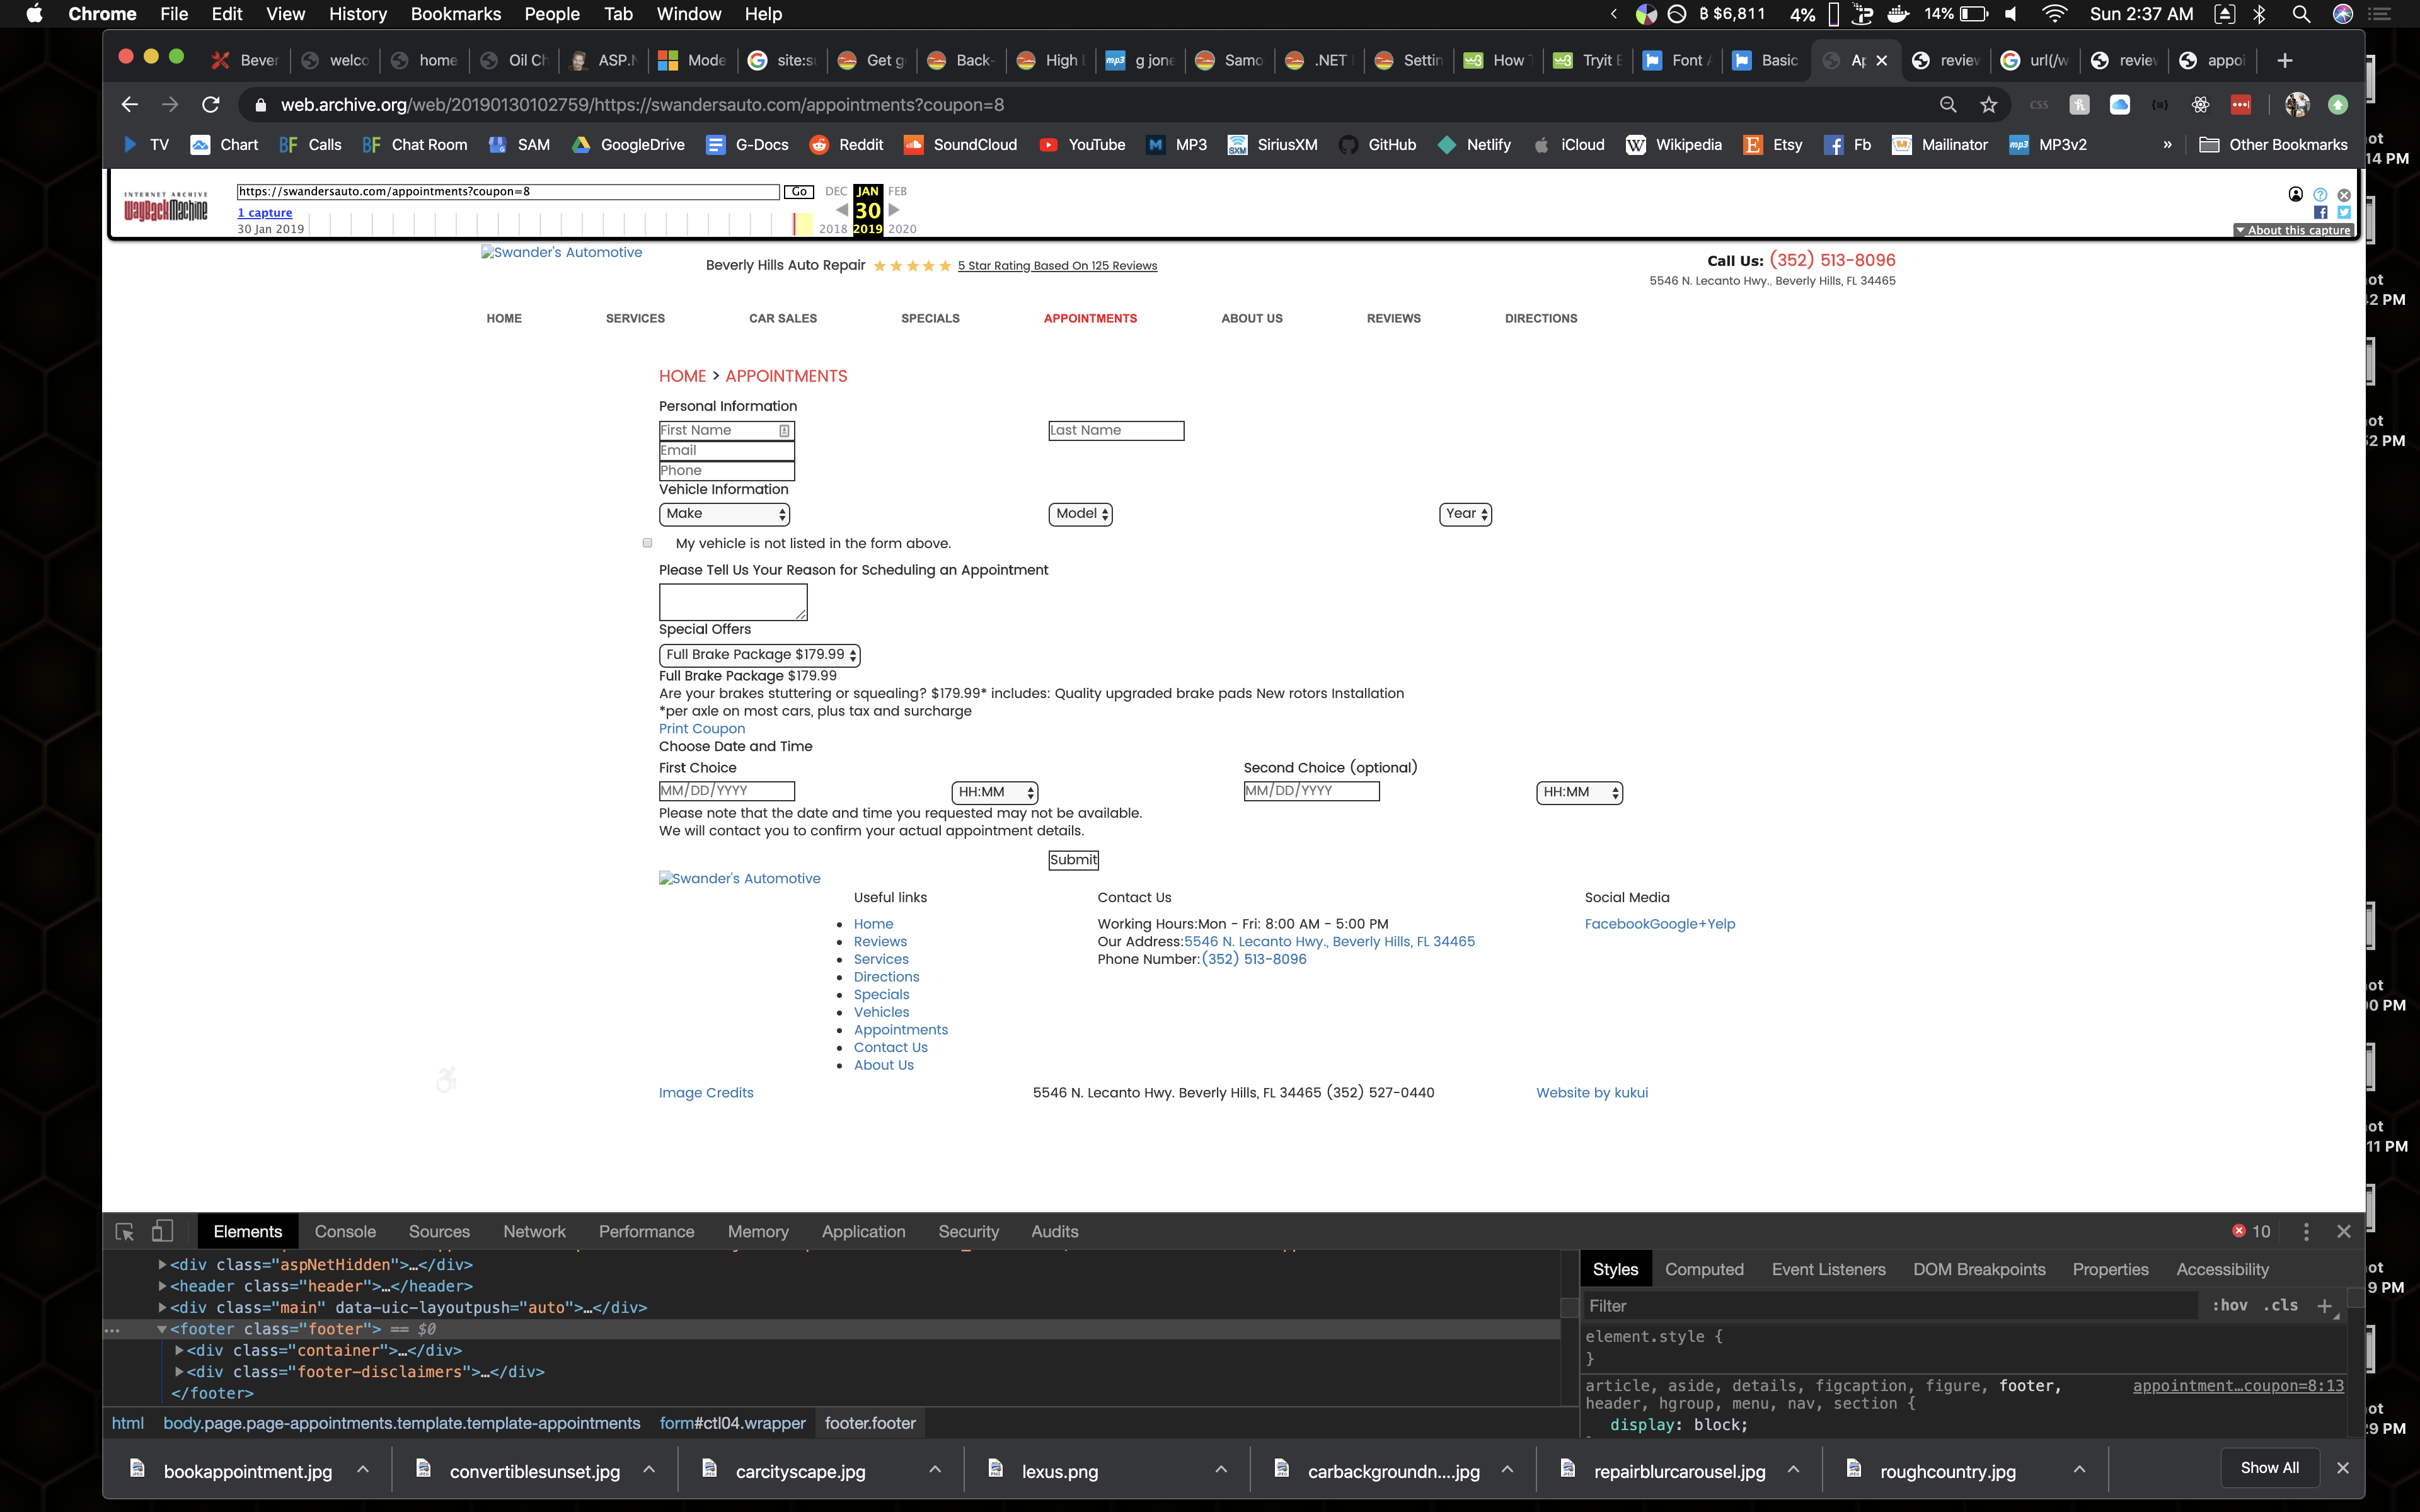 Chrome File Edit View History Bookmarks People Tab Window Help
฿ $6,811 4% 14% Sun 2:37 AM
Bever welco home Oil Ch ASP.N Mode site:s Get g Back- High g jone Samo .NET Settin How Tryit E Font Basic Ap review url(/w review appoi
web.archive.org/web/20190130102759/https://swandersauto.com/appointments?coupon=8
TV Chart Calls Chat Room SAM GoogleDrive G-Docs Reddit SoundCloud YouTube MP3 SiriusXM GitHub Netlify iCloud Wikipedia Etsy Fb Mailinator MP3v2 » Other Bookmarks
INTERNET ARCHIVE
WayBackMachine
https://swandersauto.com/appointments?coupon=8 Go DEC JAN FEB
1 capture 30
30 Jan 2019 2018 2019 2020
About this capture
Swander's Automotive
Beverly Hills Auto Repair 5 Star Rating Based On 125 Reviews
Call Us: (352) 513-8096
5546 N. Lecanto Hwy., Beverly Hills, FL 34465
HOME SERVICES CAR SALES SPECIALS APPOINTMENTS ABOUT US REVIEWS DIRECTIONS
HOME > APPOINTMENTS
Personal Information
First Name Last Name
Email
Phone
Vehicle Information
Make Model Year
My vehicle is not listed in the form above.
Please Tell Us Your Reason for Scheduling an Appointment
Special Offers
Full Brake Package $179.99
Full Brake Package $179.99
Are your brakes stuttering or squealing? $179.99* includes: Quality upgraded brake pads New rotors Installation
*per axle on most cars, plus tax and surcharge
Print Coupon
Choose Date and Time
First Choice Second Choice (optional)
MM/DD/YYYY HH:MM MM/DD/YYYY HH:MM
Please note that the date and time you requested may not be available.
We will contact you to confirm your actual appointment details.
Submit
Swander's Automotive
Useful links
Home
Reviews
Services
Directions
Specials
Vehicles
Appointments
Contact Us
About Us
Contact Us
Working Hours:Mon - Fri: 8:00 AM - 5:00 PM
Our Address:5546 N. Lecanto Hwy., Beverly Hills, FL 34465
Phone Number:(352) 513-8096
Social Media
FacebookGoogle+Yelp
Image Credits 5546 N. Lecanto Hwy. Beverly Hills, FL 34465 (352) 527-0440 Website by kukui
Elements Console Sources Network Performance Memory Application Security Audits 10
<div class="aspNetHidden">…</div>
<header class="header">…</header>
<div class="main" data-uic-layoutpush="auto">…</div>
<footer class="footer"> == $0
<div class="container">…</div>
<div class="footer-disclaimers">…</div>
</footer>
html body.page.page-appointments.template.template-appointments form#ctl04.wrapper footer.footer
Styles Computed Event Listeners DOM Breakpoints Properties Accessibility
Filter :hov .cls +
element.style {
}
article, aside, details, figcaption, figure, footer, appointment…coupon=8:13
header, hgroup, menu, nav, section {
display: block;
bookappointment.jpg convertiblesunset.jpg carcityscape.jpg lexus.png carbackgroundn....jpg repairblurcarousel.jpg roughcountry.jpg Show All